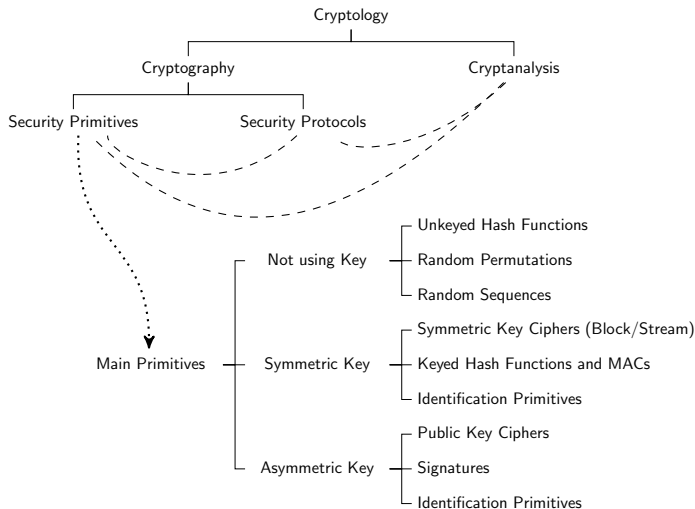 Cryptology
Cryptography
Cryptanalysis
Security Primitives
Security Protocols
Main Primitives
Not using Key
Unkeyed Hash Functions
Random Permutations
Random Sequences
Symmetric Key
Symmetric Key Ciphers (Block/Stream)
Keyed Hash Functions and MACs
Identification Primitives
Asymmetric Key
Public Key Ciphers
Signatures
Identification Primitives